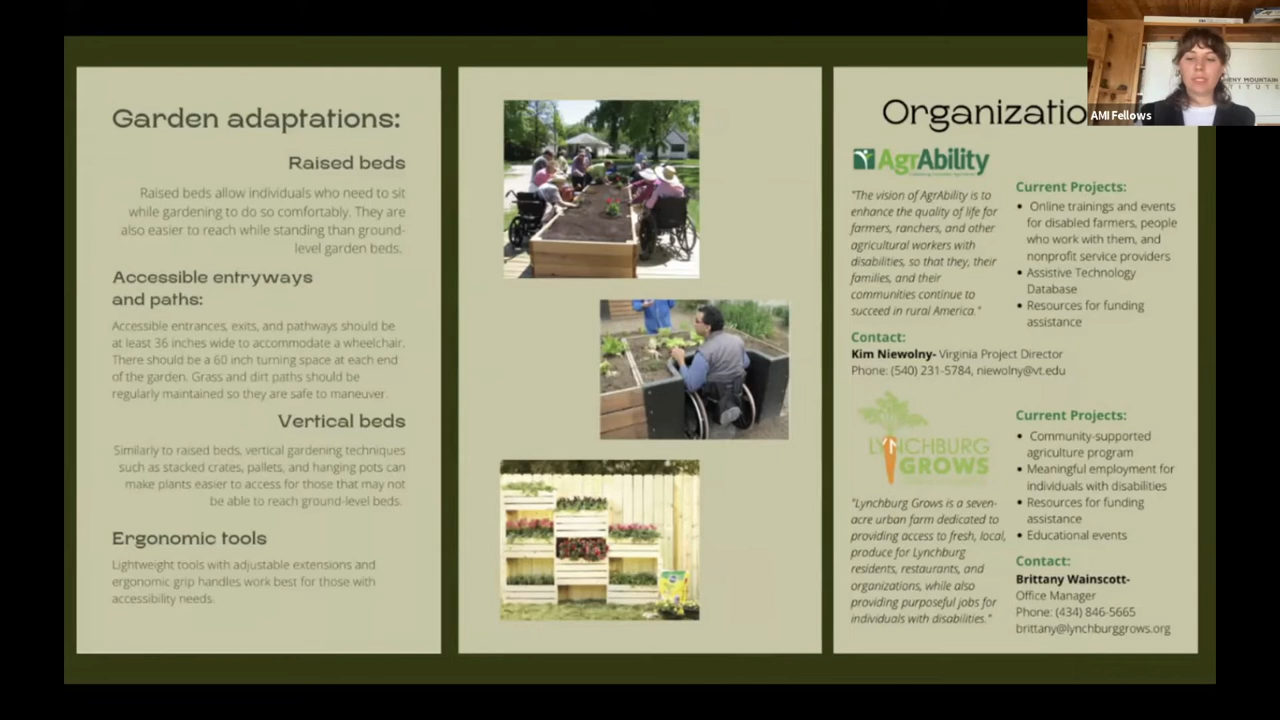 Garden adaptations:
Raised beds
Raised beds allow individuals who need to sit
while gardening to do so comfortably. They are
also easier to reach while standing than ground-
level garden beds.
Accessible entryways
and paths:
Accessible entrances, exits, and pathways should be
at least 36 inches wide to accommodate a wheelchair.
There should be a 60 inch turning space at each end
of the garden. Grass and dirt paths should be
regularly maintained so they are safe to maneuver.
Vertical beds
Similarly to raised beds, vertical gardening techniques
such as stacked crates, pallets, and hanging pots can
make plants easier to access for those that may not
be able to reach ground-level beds.
Ergonomic tools
Lightweight tools with adjustable extensions and
ergonomic grip handles work best for those with
accessibility needs.
Organizatio
AgrAbility
"The vision of AgrAbility is to
enhance the quality of life for
farmers, ranchers, and other
agricultural workers with
disabilities, so that they, their
families, and their
communities continue to
succeed in rural America."
Current Projects:
• Online trainings and events
for disabled farmers, people
who work with them, and
nonprofit service providers
• Assistive Technology
Database
• Resources for funding
assistance
Contact:
Kim Niewolny- Virginia Project Director
Phone: (540) 231-5784, niewolny@vt.edu
LYNCHBURG
GROWS
"Lynchburg Grows is a seven-
acre urban farm dedicated to
providing access to fresh, local,
produce for Lynchburg
residents, restaurants, and
organizations, while also
providing purposeful jobs for
individuals with disabilities."
Current Projects:
• Community-supported
agriculture program
• Meaningful employment for
individuals with disabilities
• Resources for funding
assistance
• Educational events
Contact:
Brittany Wainscott-
Office Manager
Phone: (434) 846-5665
brittany@lynchburggrows.org
HENY MOUNTAIN
TITUTE
AMI Fellows